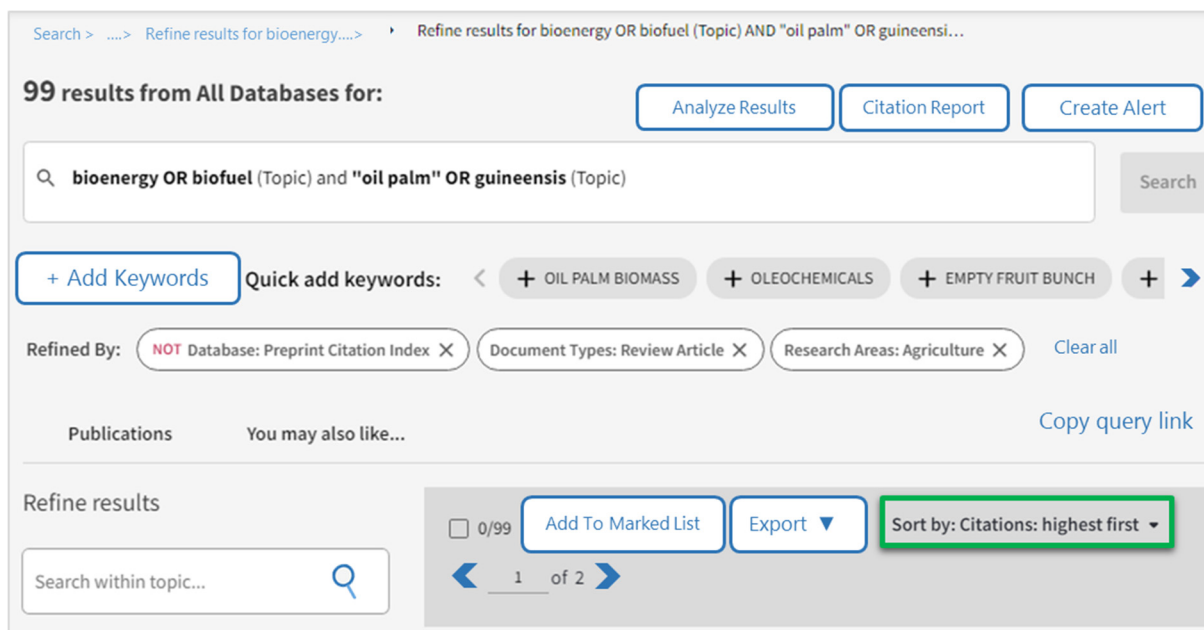 Search > ....> Refine results for bioenergy....> Refine results for bioenergy OR biofuel (Topic) AND "oil palm" OR guineensi...
99 results from All Databases for:
Analyze Results Citation Report Create Alert
bioenergy OR biofuel (Topic) and "oil palm" OR guineensis (Topic)
Search
+ Add Keywords Quick add keywords: + OIL PALM BIOMASS + OLEOCHEMICALS + EMPTY FRUIT BUNCH +
Refined By: NOT Database: Preprint Citation Index Document Types: Review Article Research Areas: Agriculture Clear all
Publications You may also like...
Copy query link
Refine results
0/99 Add To Marked List Export Sort by: Citations: highest first
Search within topic...
1 of 2